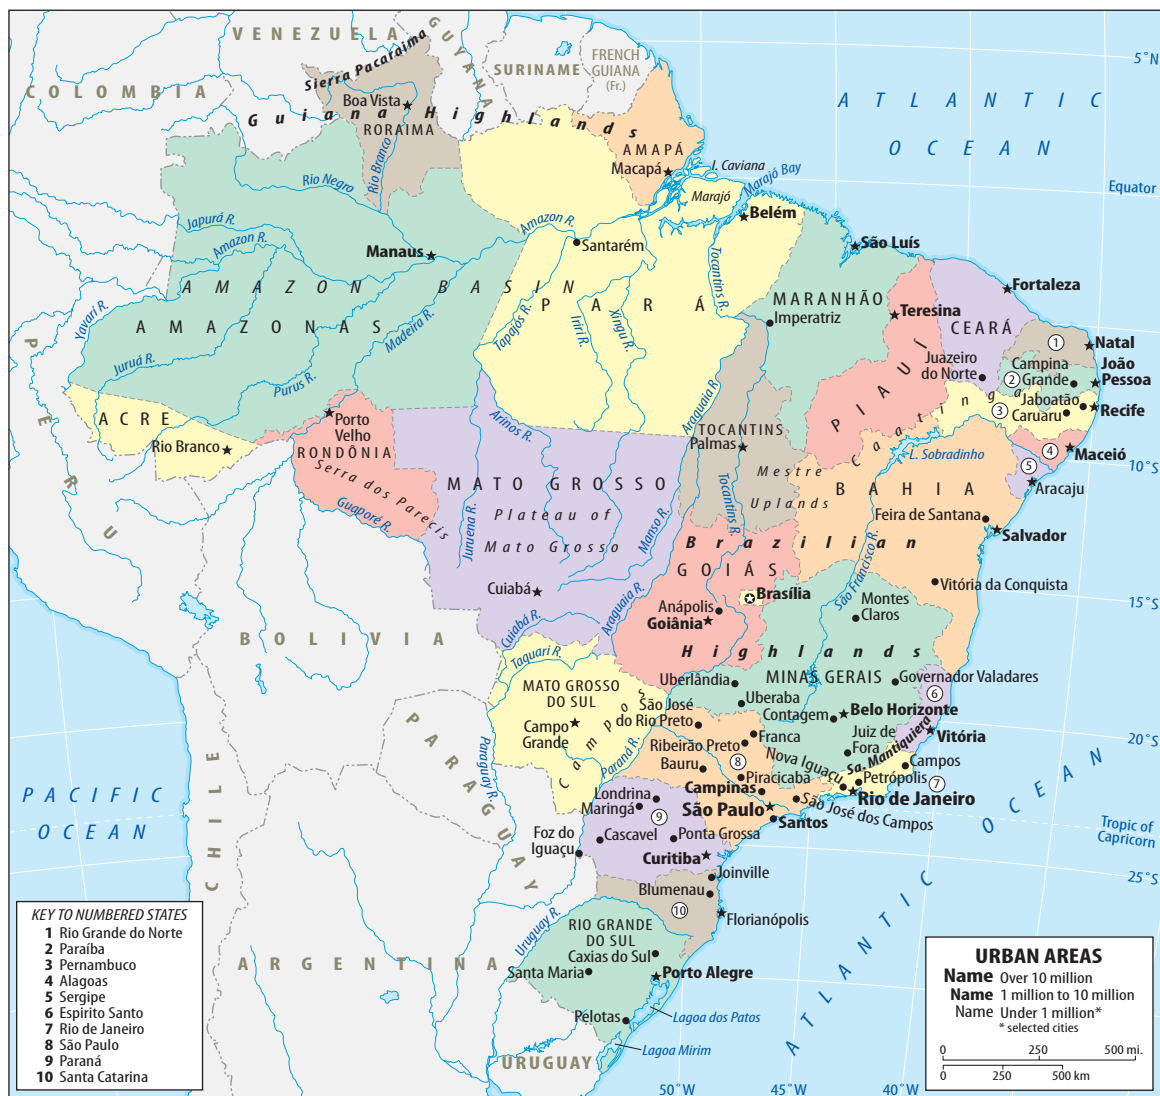 VENEZUELA
GUYANA
SURINAME
FRENCH
GUIANA
(Fr.)
COLOMBIA
Sierra Pacaraima
Boa Vista
Guiana Highlands
RORAIMA
Rio Branco
Rio Negro
AMAPÁ
Macapá
I. Caviana
Marajó Bay
Marajó
Belém
ATLANTIC
OCEAN
5°N
Equator
Japurá R.
Amazon R.
Manaus
Amazon R.
Santarém
Tocantins R.
São Luís
AMAZON BASIN
PARÁ
AMAZONAS
Yavari R.
Juruá R.
Purus R.
Madeira R.
Tapajós R.
Iriri R.
Xingu R.
MARANHÃO
Imperatriz
Teresina
Fortaleza
CEARÁ
1
Natal
Juazeiro
do Norte
Campina
Grande
2
João
Pessoa
Jaboatão
Caruaru
3
Recife
PERU
ACRE
Rio Branco
Porto
Velho
RONDÔNIA
Serra dos Parecis
Guaporé R.
Arinos R.
Juruena R.
MATO GROSSO
Plateau of
Mato Grosso
Manso R.
Cuiabá
Cuiabá R.
Araguaia R.
Araguaia R.
TOCANTINS
Palmas
Tocantins R.
Mestre
Uplands
PIAUÍ
Caatinga
L. Sobradinho
BAHIA
4
5
Maceió
Aracaju
10°S
Feira de Santana
Salvador
São Francisco R.
Vitória da Conquista
15°S
Brazilian
Highlands
GOIÁS
Brasília
Anápolis
Goiânia
Montes
Claros
BOLIVIA
Taquari R.
MATO GROSSO
DO SUL
Campo
Grande
Campos
Uberlândia
Uberaba
MINAS GERAIS
Governador Valadares
6
Contagem
Belo Horizonte
Vitória
Juiz de
Fora
Sa. Mantiquiera
São José
do Rio Preto
Franca
Ribeirão Preto
Bauru
8
Piracicaba
Campinas
Nova Iguaçu
Campos
Petrópolis
7
Rio de Janeiro
20°S
São Paulo
Santos
São José dos Campos
Tropic of
Capricorn
PARAGUAY
Paraguay R.
Paraná R.
Londrina
Maringá
9
Cascavel
Ponta Grossa
Foz do
Iguaçu
Curitiba
Joinville
Blumenau
10
Florianópolis
25°S
PACIFIC
OCEAN
CHILE
ARGENTINA
Uruguay R.
RIO GRANDE
DO SUL
Caxias do Sul
Santa Maria
Porto Alegre
Pelotas
Lagoa dos Patos
Lagoa Mirim
URUGUAY
ATLANTIC OCEAN
50°W
45°W
40°W
KEY TO NUMBERED STATES
1 Rio Grande do Norte
2 Paraíba
3 Pernambuco
4 Alagoas
5 Sergipe
6 Espirito Santo
7 Rio de Janeiro
8 São Paulo
9 Paraná
10 Santa Catarina
URBAN AREAS
Name Over 10 million
Name 1 million to 10 million
Name Under 1 million*
* selected cities
0 250 500 mi.
0 250 500 km